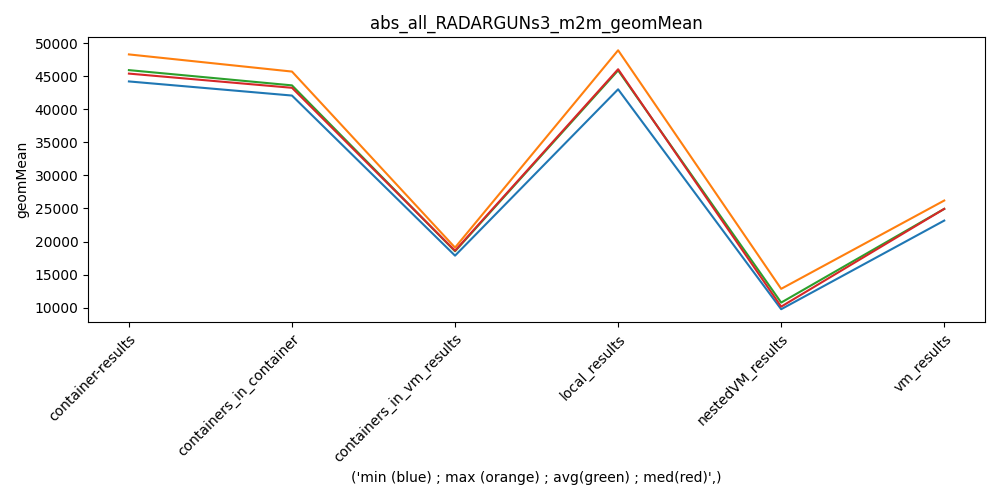 abs_all_RADARGUNs3_m2m_geomMean
50000
45000
40000
35000
30000
25000
20000
15000
10000
geomMean
container-results
containers_in_container
containers_in_vm_results
local_results
nestedVM_results
vm_results
('min (blue) ; max (orange) ; avg(green) ; med(red)',)